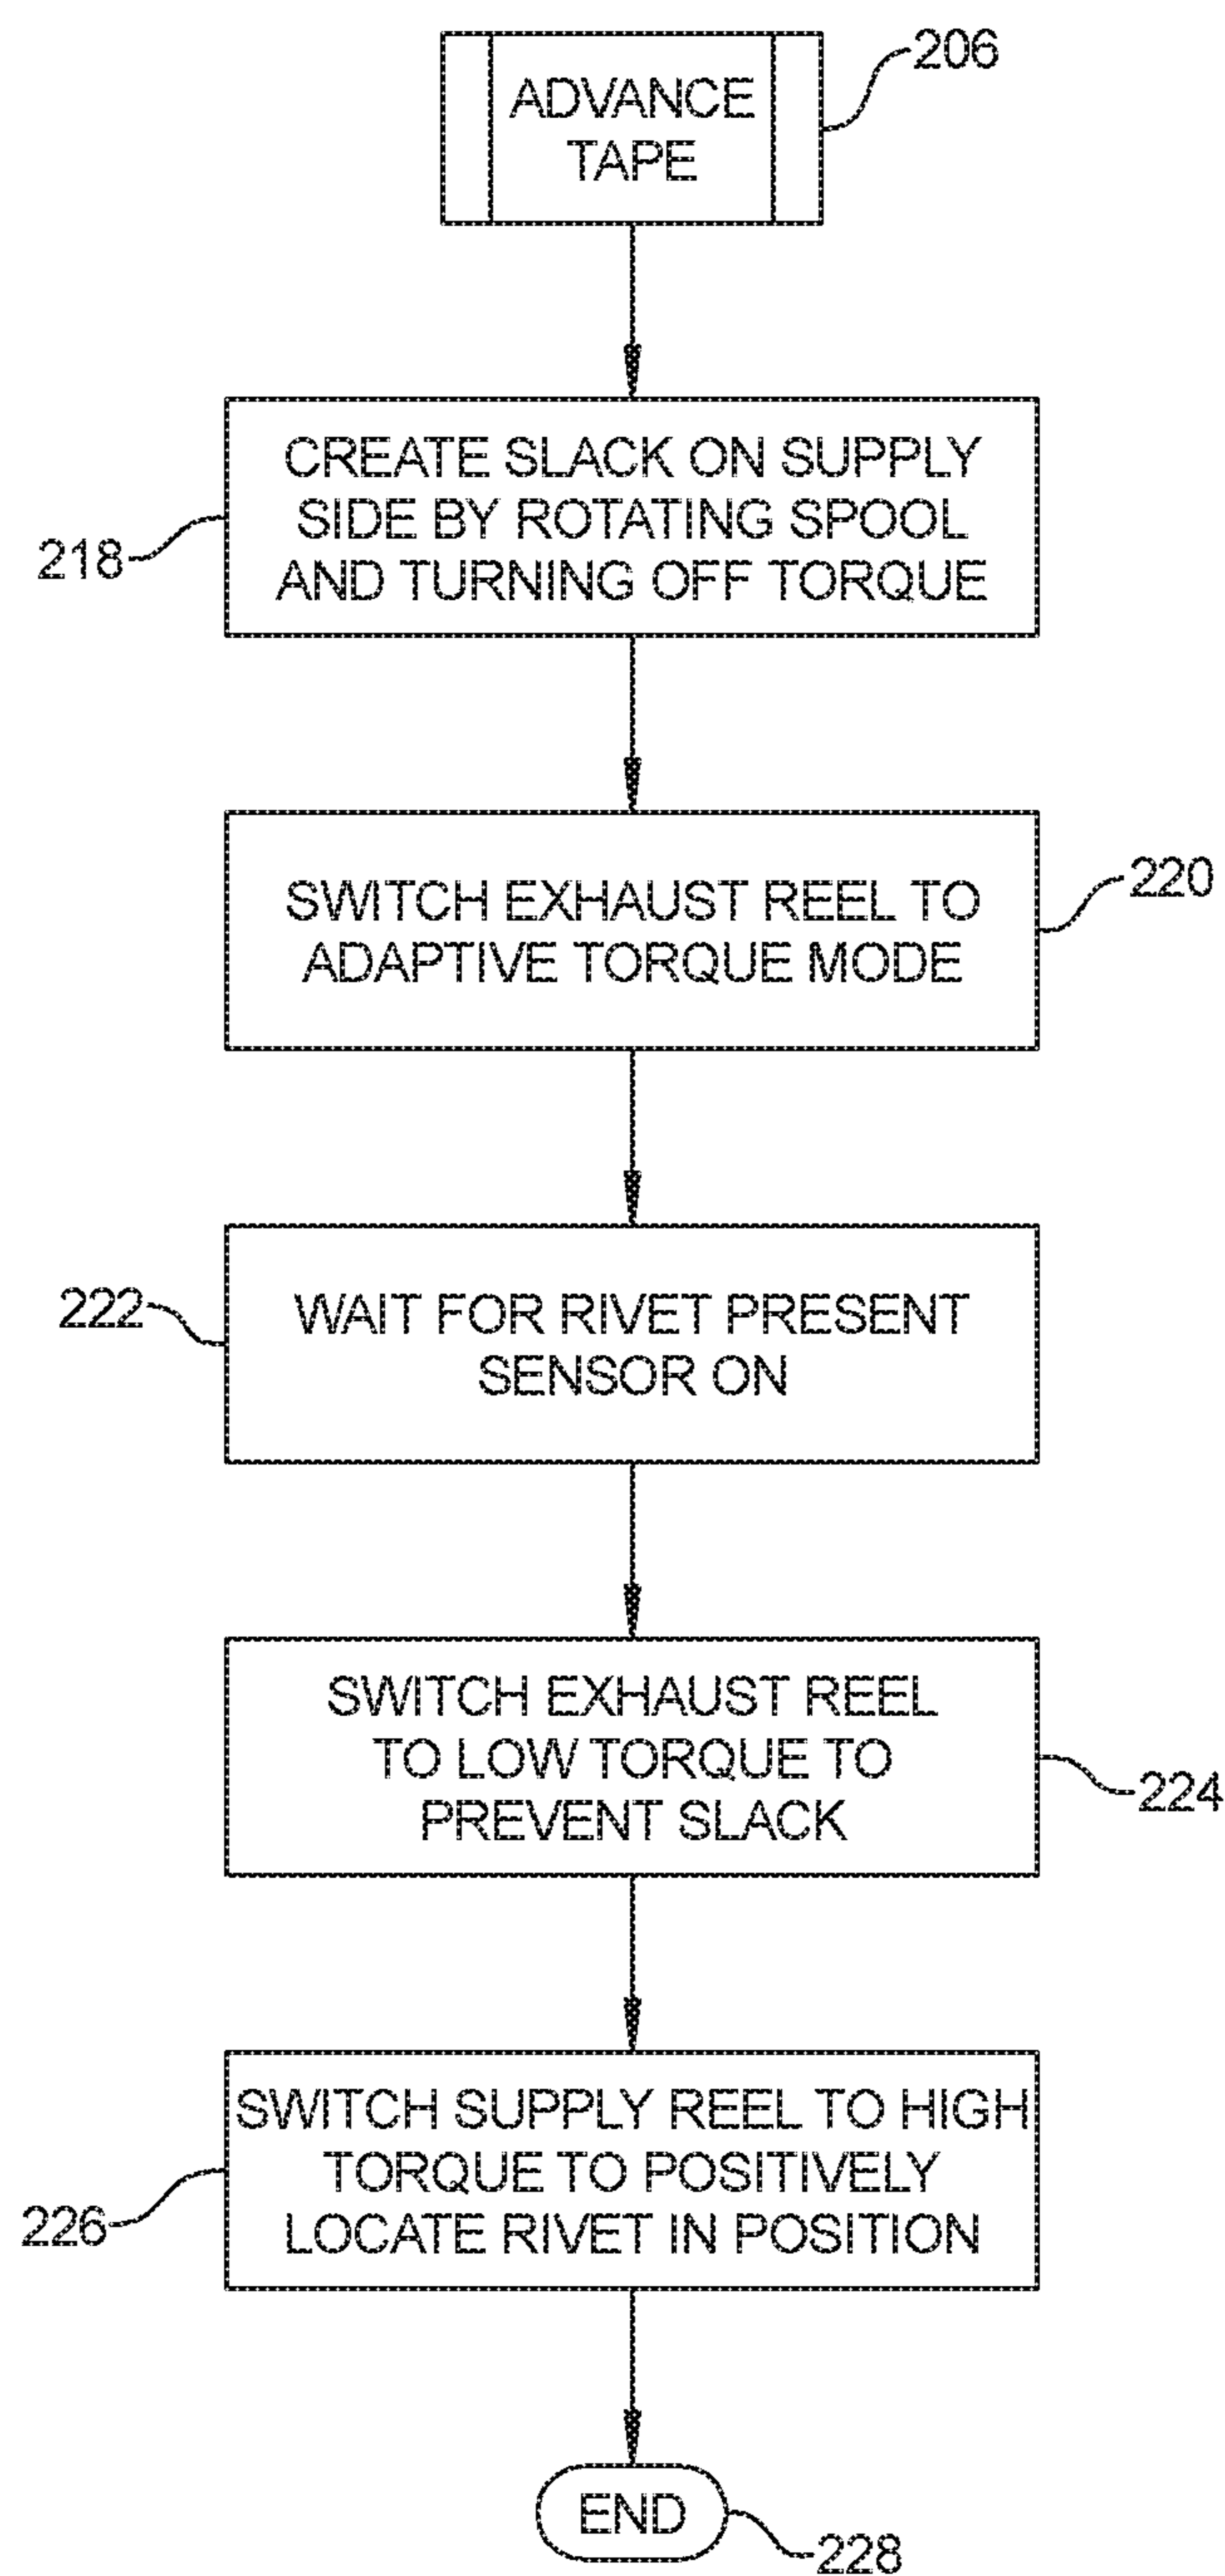 ADVANCE
TAPE
206
CREATE SLACK ON SUPPLY
SIDE BY ROTATING SPOOL
AND TURNING OFF TORQUE
218
SWITCH EXHAUST REEL TO
ADAPTIVE TORQUE MODE
220
WAIT FOR RIVET PRESENT
SENSOR ON
222
SWITCH EXHAUST REEL
TO LOW TORQUE TO
PREVENT SLACK
224
SWITCH SUPPLY REEL TO HIGH
TORQUE TO POSITIVELY
LOCATE RIVET IN POSITION
226
END
228